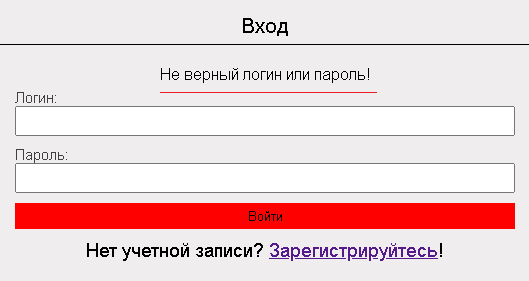 Вход
Не верный логин или пароль!
Логин:
Пароль:
Войти
Нет учетной записи? Зарегистрируйтесь!